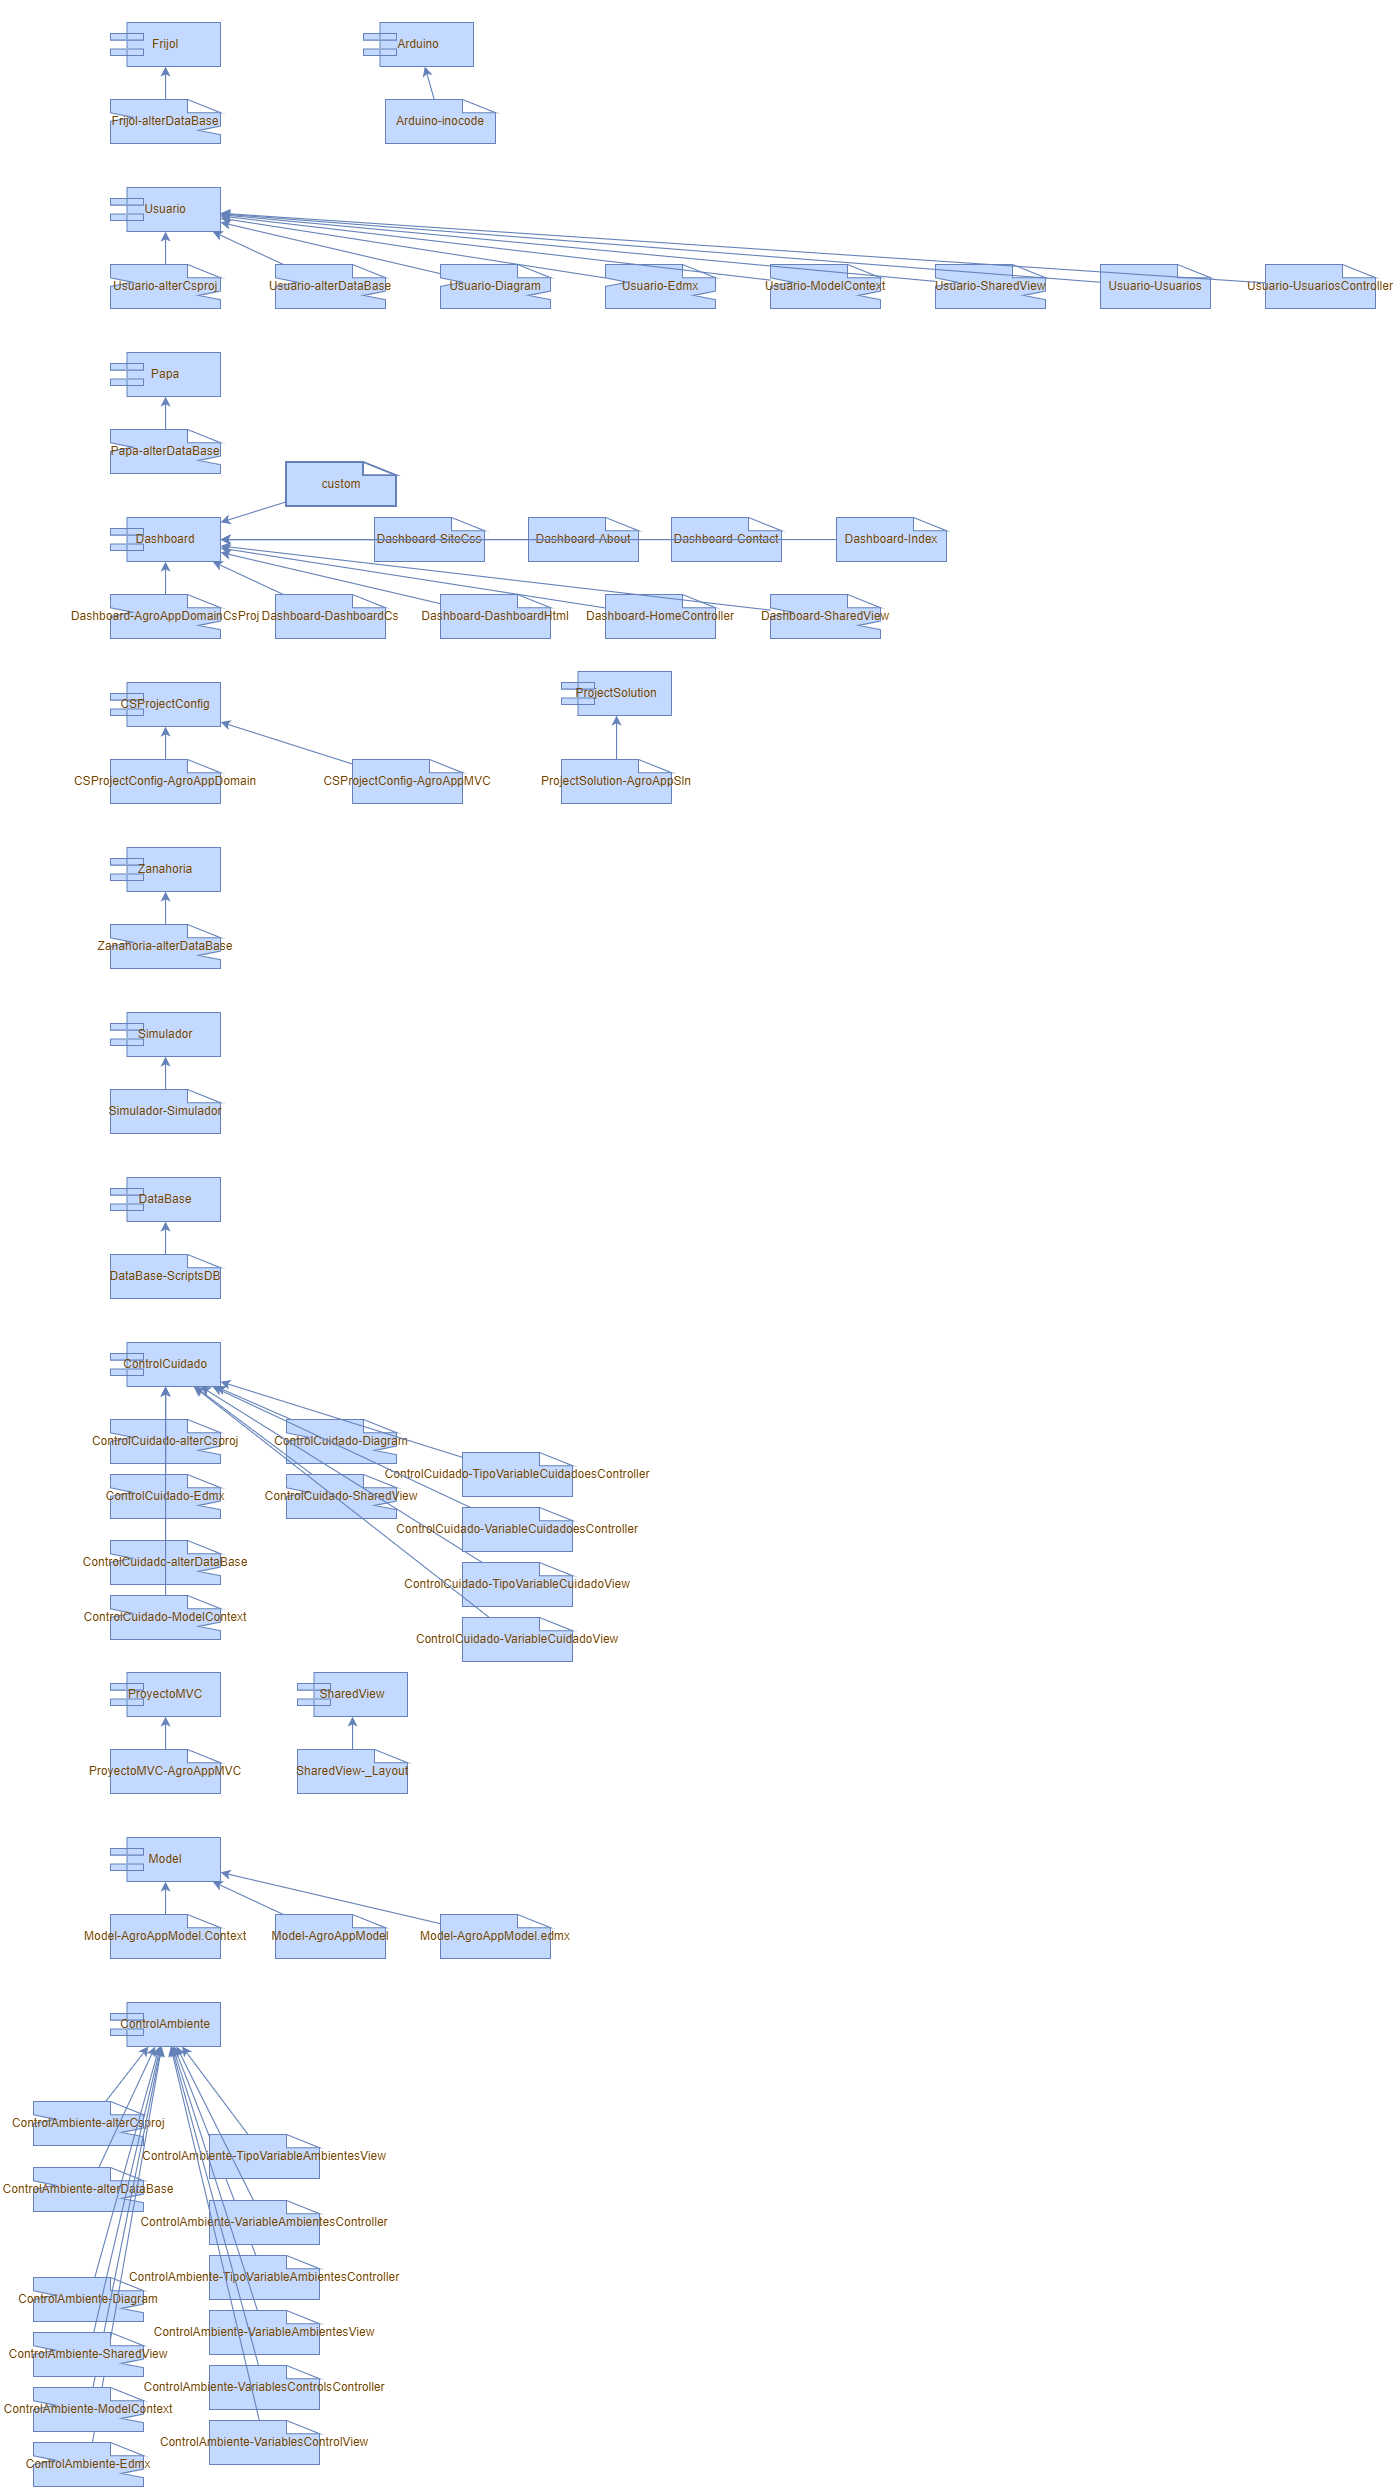 Frijol
Arduino
Frijol-alterDataBase
Arduino-inocode
Usuario
Usuario-alterCsproj
Usuario-alterDataBase
Usuario-Diagram
Usuario-Edmx
Usuario-ModelContext
Usuario-SharedView
Usuario-Usuarios
Usuario-UsuariosController
Papa
Papa-alterDataBase
custom
Dashboard
Dashboard-SiteCss
Dashboard-About
Dashboard-Contact
Dashboard-Index
Dashboard-AgroAppDomainCsProj
Dashboard-DashboardCs
Dashboard-DashboardHtml
Dashboard-HomeController
Dashboard-SharedView
CSProjectConfig
ProjectSolution
CSProjectConfig-AgroAppDomain
CSProjectConfig-AgroAppMVC
ProjectSolution-AgroAppSln
Zanahoria
Zanahoria-alterDataBase
Simulador
Simulador-Simulador
DataBase
DataBase-ScriptsDB
ControlCuidado
ControlCuidado-alterCsproj
ControlCuidado-Diagram
ControlCuidado-TipoVariableCuidadoesController
ControlCuidado-Edmx
ControlCuidado-SharedView
ControlCuidado-VariableCuidadoesController
ControlCuidado-alterDataBase
ControlCuidado-TipoVariableCuidadoView
ControlCuidado-ModelContext
ControlCuidado-VariableCuidadoView
ProyectoMVC
SharedView
ProyectoMVC-AgroAppMVC
SharedView-_Layout
Model
Model-AgroAppModel.Context
Model-AgroAppModel
Model-AgroAppModel.edmx
ControlAmbiente
ControlAmbiente-alterCsproj
ControlAmbiente-TipoVariableAmbientesView
ControlAmbiente-alterDataBase
ControlAmbiente-VariableAmbientesController
ControlAmbiente-TipoVariableAmbientesController
ControlAmbiente-Diagram
ControlAmbiente-VariableAmbientesView
ControlAmbiente-SharedView
ControlAmbiente-VariablesControlsController
ControlAmbiente-ModelContext
ControlAmbiente-VariablesControlView
ControlAmbiente-Edmx